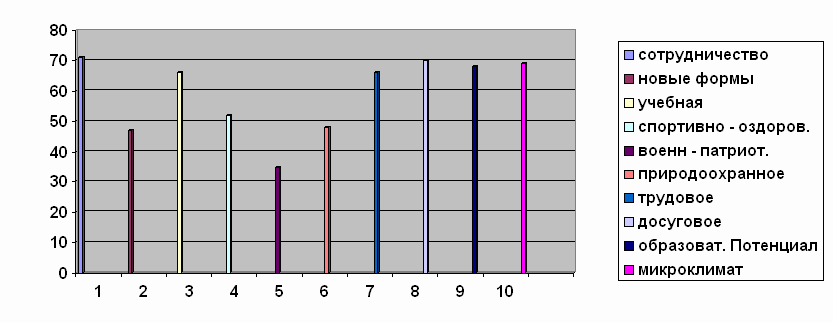 80
70
60
50
40
30
20
10
0
1 2 3 4 5 6 7 8 9 10
сотрудничество
новые формы
учебная
спортивно - оздоров.
военн - патриот.
природоохранное
трудовое
досуговое
образоват. Потенциал
микроклимат